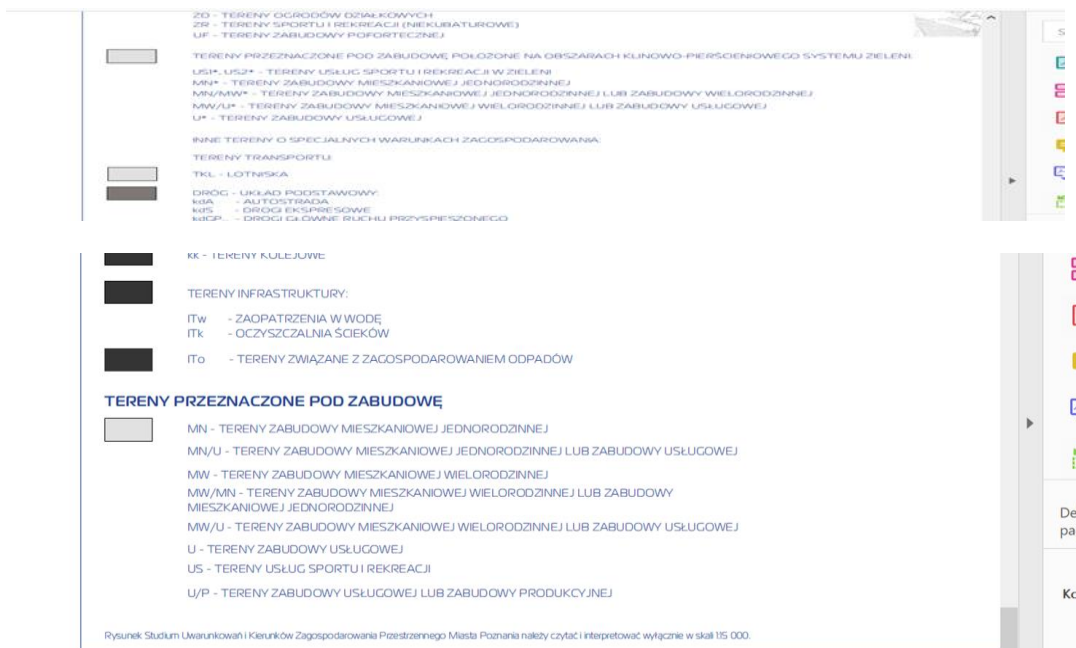 ZO - TERENY OGRODÓW DZIAŁKOWYCH
ZR - TERENY SPORTU I REKREACJI (NIEKUBATUROWE)
UF - TERENY ZABUDOWY POFORTECZNEJ
TERENY PRZEZNACZONE POD ZABUDOWĘ POŁOŻONE NA OBSZARACH KLINOWO-PIERŚCIENIOWEGO SYSTEMU ZIELENI:
US1*, US2* - TERENY USŁUG SPORTU I REKREACJI W ZIELENI
MN* - TERENY ZABUDOWY MIESZKANIOWEJ JEDNORODZINNEJ
MN/MW* - TERENY ZABUDOWY MIESZKANIOWEJ JEDNORODZINNEJ LUB ZABUDOWY WIELORODZINNEJ
MW/U* - TERENY ZABUDOWY MIESZKANIOWEJ WIELORODZINNEJ LUB ZABUDOWY USŁUGOWEJ
U* - TERENY ZABUDOWY USŁUGOWEJ
INNE TERENY O SPECJALNYCH WARUNKACH ZAGOSPODAROWANIA:
TERENY TRANSPORTU:
TKL - LOTNISKA
DRÓG - UKŁAD PODSTAWOWY:
kdA - AUTOSTRADA
kdS - DROGI EKSPRESOWE
kdGP.. - DROGI GŁÓWNE RUCHU PRZYSPIESZONEGO
kk - TERENY KOLEJOWE
TERENY INFRASTRUKTURY:
ITw - ZAOPATRZENIA W WODĘ
ITk - OCZYSZCZALNIA ŚCIEKÓW
ITo - TERENY ZWIĄZANE Z ZAGOSPODAROWANIEM ODPADÓW
TERENY PRZEZNACZONE POD ZABUDOWĘ
MN - TERENY ZABUDOWY MIESZKANIOWEJ JEDNORODZINNEJ
MN/U - TERENY ZABUDOWY MIESZKANIOWEJ JEDNORODZINNEJ LUB ZABUDOWY USŁUGOWEJ
MW - TERENY ZABUDOWY MIESZKANIOWEJ WIELORODZINNEJ
MW/MN - TERENY ZABUDOWY MIESZKANIOWEJ WIELORODZINNEJ LUB ZABUDOWY
MIESZKANIOWEJ JEDNORODZINNEJ
MW/U - TERENY ZABUDOWY MIESZKANIOWEJ WIELORODZINNEJ LUB ZABUDOWY USŁUGOWEJ
U - TERENY ZABUDOWY USŁUGOWEJ
US - TERENY USŁUG SPORTU I REKREACJI
U/P - TERENY ZABUDOWY USŁUGOWEJ LUB ZABUDOWY PRODUKCYJNEJ
Rysunek Studium Uwarunkowań i Kierunków Zagospodarowania Przestrzennego Miasta Poznania należy czytać i interpretować wyłącznie w skali 1:15 000.
De
pa